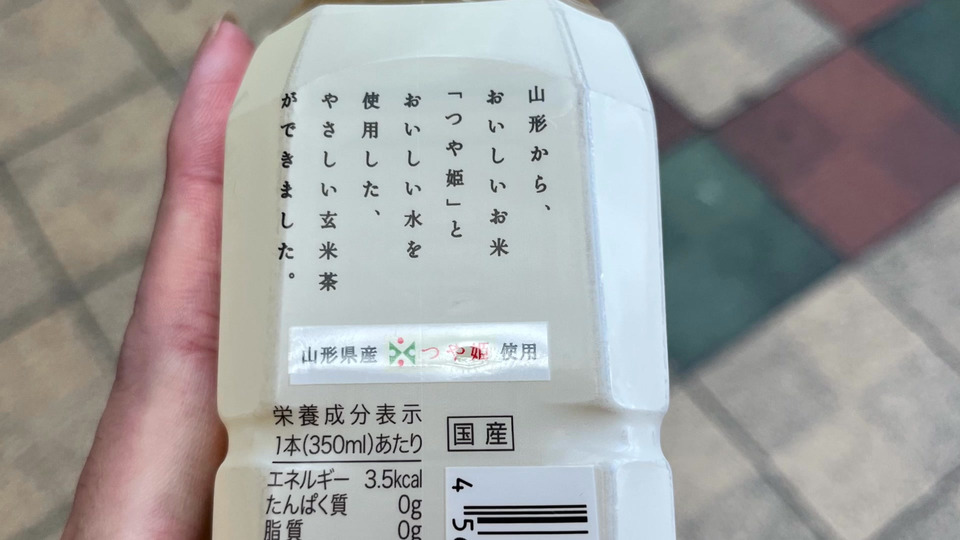 山形から、
おいしいお米
「つや姫」と
おいしい水を
使用した、
やさしい玄米茶
ができました。
山形県産 つや姫 使用
栄養成分表示
1本(350ml)あたり
エネルギー 3.5kcal
たんぱく質 0g
脂質 0g
国産
4 56